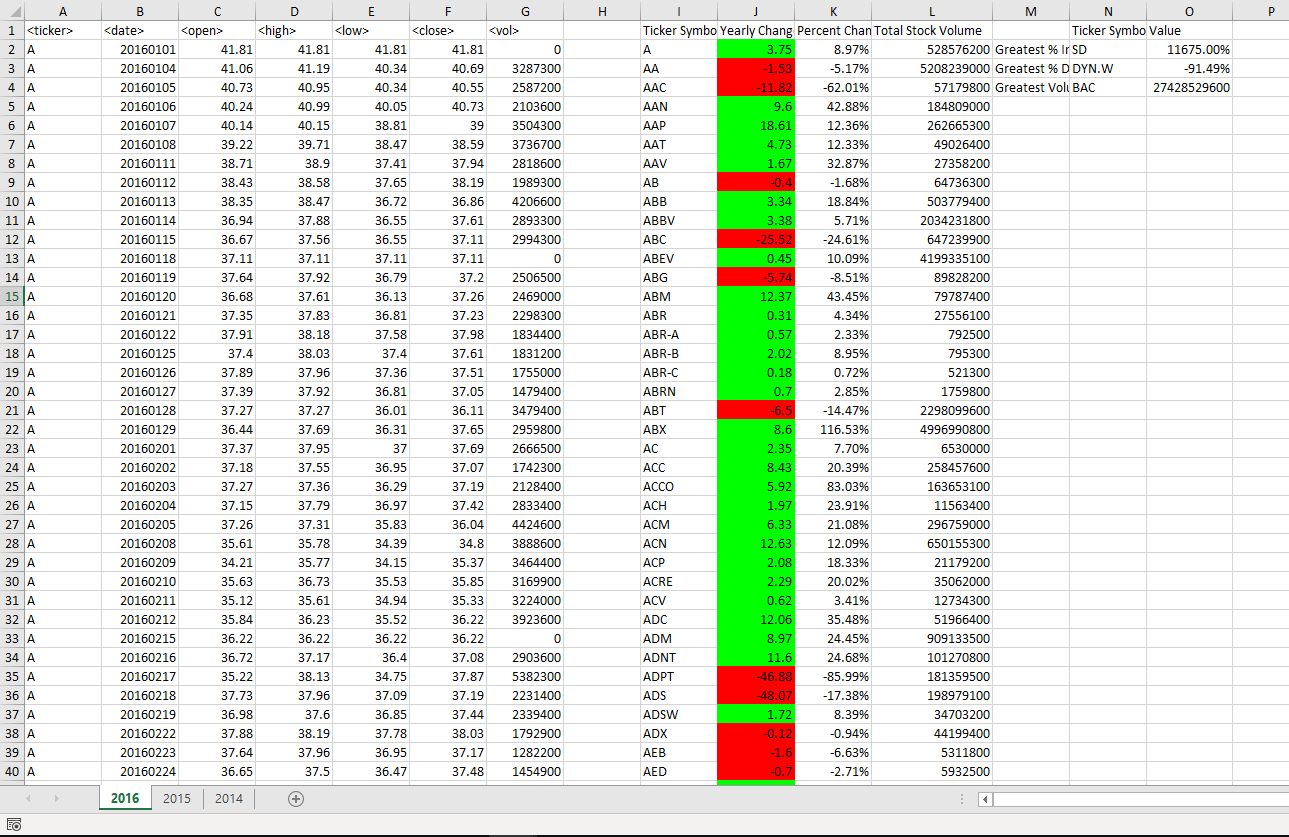 A B C D E F G H I J K L M N O P
1 <ticker> <date> <open> <high> <low> <close> <vol> Ticker Symbo Yearly Chang Percent Chan Total Stock Volume Ticker Symbo Value
2 A 20160101 41.81 41.81 41.81 41.81 0 A 3.75 8.97% 528576200 Greatest % In SD 11675.00%
3 A 20160104 41.06 41.19 40.34 40.69 3287300 AA -1.53 -5.17% 5208239000 Greatest % D DYN.W -91.49%
4 A 20160105 40.73 40.95 40.34 40.55 2587200 AAC -11.82 -62.01% 57179800 Greatest Volu BAC 27428529600
5 A 20160106 40.24 40.99 40.05 40.73 2103600 AAN 9.6 42.88% 184809000
6 A 20160107 40.14 40.15 38.81 39 3504300 AAP 18.61 12.36% 262665300
7 A 20160108 39.22 39.71 38.47 38.59 3736700 AAT 4.73 12.33% 49026400
8 A 20160111 38.71 38.9 37.41 37.94 2818600 AAV 1.67 32.87% 27358200
9 A 20160112 38.43 38.58 37.65 38.19 1989300 AB -0.4 -1.68% 64736300
10 A 20160113 38.35 38.47 36.72 36.86 4206600 ABB 3.34 18.84% 503779400
11 A 20160114 36.94 37.88 36.55 37.61 2893300 ABBV 3.38 5.71% 2034231800
12 A 20160115 36.67 37.56 36.55 37.11 2994300 ABC -25.52 -24.61% 647239900
13 A 20160118 37.11 37.11 37.11 37.11 0 ABEV 0.45 10.09% 4199335100
14 A 20160119 37.64 37.92 36.79 37.2 2506500 ABG -5.74 -8.51% 89828200
15 A 20160120 36.68 37.61 36.13 37.26 2469000 ABM 12.37 43.45% 79787400
16 A 20160121 37.35 37.83 36.81 37.23 2298300 ABR 0.31 4.34% 27556100
17 A 20160122 37.91 38.18 37.58 37.98 1834400 ABR-A 0.57 2.33% 792500
18 A 20160125 37.4 38.03 37.4 37.61 1831200 ABR-B 2.02 8.95% 795300
19 A 20160126 37.89 37.96 37.36 37.51 1755000 ABR-C 0.18 0.72% 521300
20 A 20160127 37.39 37.92 36.81 37.05 1479400 ABRN 0.7 2.85% 1759800
21 A 20160128 37.27 37.27 36.01 36.11 3479400 ABT -6.5 -14.47% 2298099600
22 A 20160129 36.44 37.69 36.31 37.65 2959800 ABX 8.6 116.53% 4996990800
23 A 20160201 37.37 37.95 37 37.69 2666500 AC 2.35 7.70% 6530000
24 A 20160202 37.18 37.55 36.95 37.07 1742300 ACC 8.43 20.39% 258457600
25 A 20160203 37.27 37.36 36.29 37.19 2128400 ACCO 5.92 83.03% 163653100
26 A 20160204 37.15 37.79 36.97 37.42 2833400 ACH 1.97 23.91% 11563400
27 A 20160205 37.26 37.31 35.83 36.04 4424600 ACM 6.33 21.08% 296759000
28 A 20160208 35.61 35.78 34.39 34.8 3888600 ACN 12.63 12.09% 650155300
29 A 20160209 34.21 35.77 34.15 35.37 3464400 ACP 2.08 18.33% 21179200
30 A 20160210 35.63 36.73 35.53 35.85 3169900 ACRE 2.29 20.02% 35062000
31 A 20160211 35.12 35.61 34.94 35.33 3224000 ACV 0.62 3.41% 12734300
32 A 20160212 35.84 36.23 35.52 36.22 3923600 ADC 12.06 35.48% 51966400
33 A 20160215 36.22 36.22 36.22 36.22 0 ADM 8.97 24.45% 909133500
34 A 20160216 36.72 37.17 36.4 37.08 2903600 ADNT 11.6 24.68% 101270800
35 A 20160217 35.22 38.13 34.75 37.87 5382300 ADPT -46.88 -85.99% 181359500
36 A 20160218 37.73 37.96 37.09 37.19 2231400 ADS -48.07 -17.38% 198979100
37 A 20160219 36.98 37.6 36.85 37.44 2339400 ADSW 1.72 8.39% 34703200
38 A 20160222 37.88 38.19 37.78 38.03 1792900 ADX -0.12 -0.94% 44199400
39 A 20160223 37.64 37.96 36.95 37.17 1282200 AEB -1.6 -6.63% 5311800
40 A 20160224 36.65 37.5 36.47 37.48 1454900 AED -0.7 -2.71% 5932500
2016 2015 2014